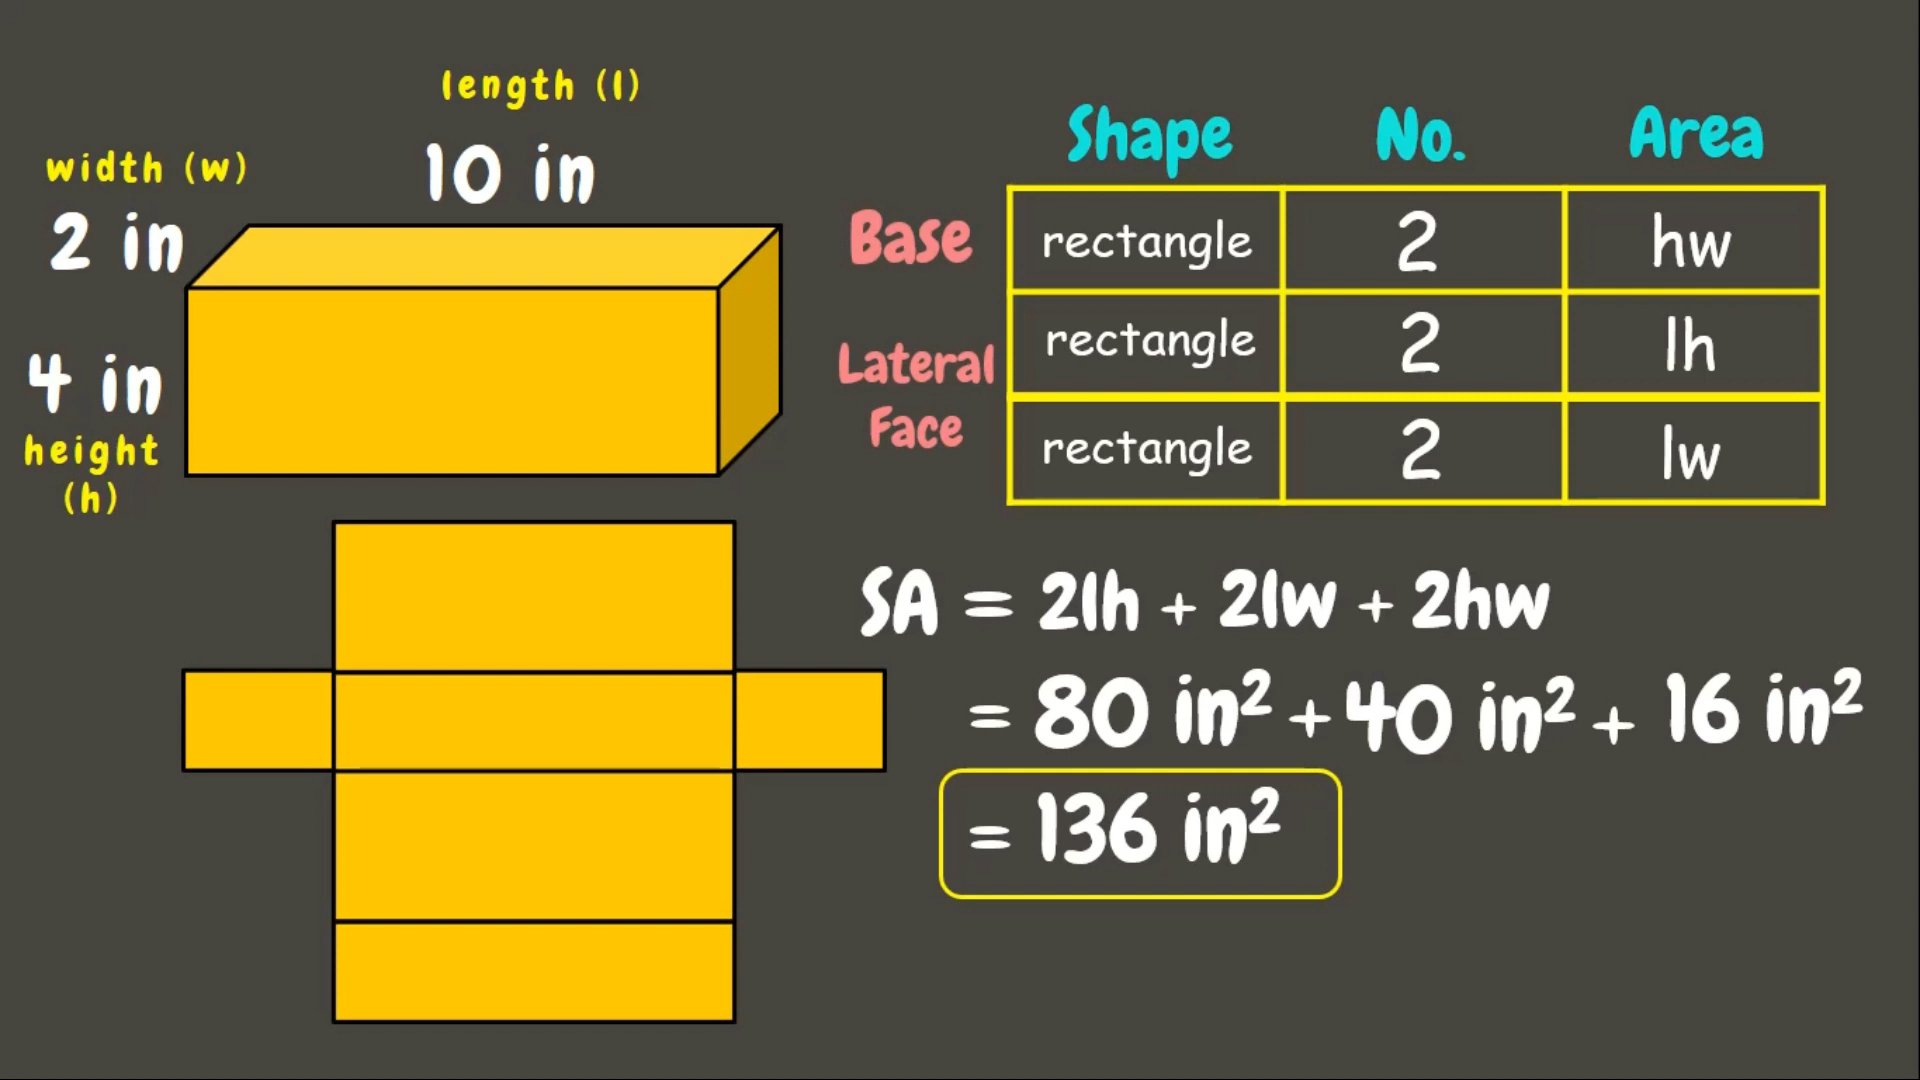 length (l)
10 in
width (w)
2 in
4 in
height
(h)
Shape No. Area
Base rectangle 2 hw
Lateral Face rectangle 2 lh
rectangle 2 lw
SA = 2lh + 2lw + 2hw
= 80 in² + 40 in² + 16 in²
= 136 in²